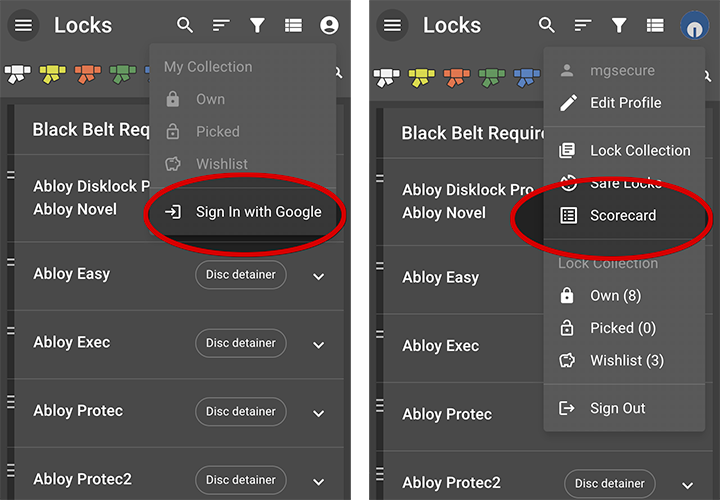 Locks
My Collection
Own
Picked
Wishlist
Sign In with Google
Black Belt Requ
Abloy Disklock P
Abloy Novel
Abloy Easy
Disc detainer
Abloy Exec
Disc detainer
Abloy Protec
Disc detainer
Abloy Protec2
Disc detainer
Locks
mgsecure
Edit Profile
Lock Collection
Safe Locks
Scorecard
Lock Collection
Own (8)
Picked (0)
Wishlist (3)
Sign Out
Black Belt Require
Abloy Disklock Pro
Abloy Novel
Abloy Easy
Abloy Exec
Abloy Protec
Abloy Protec2
Disc detainer